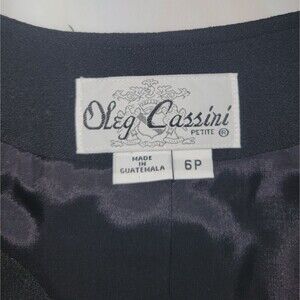 Oleg Cassini
PETITE ®
MADE
IN
GUATEMALA
6P